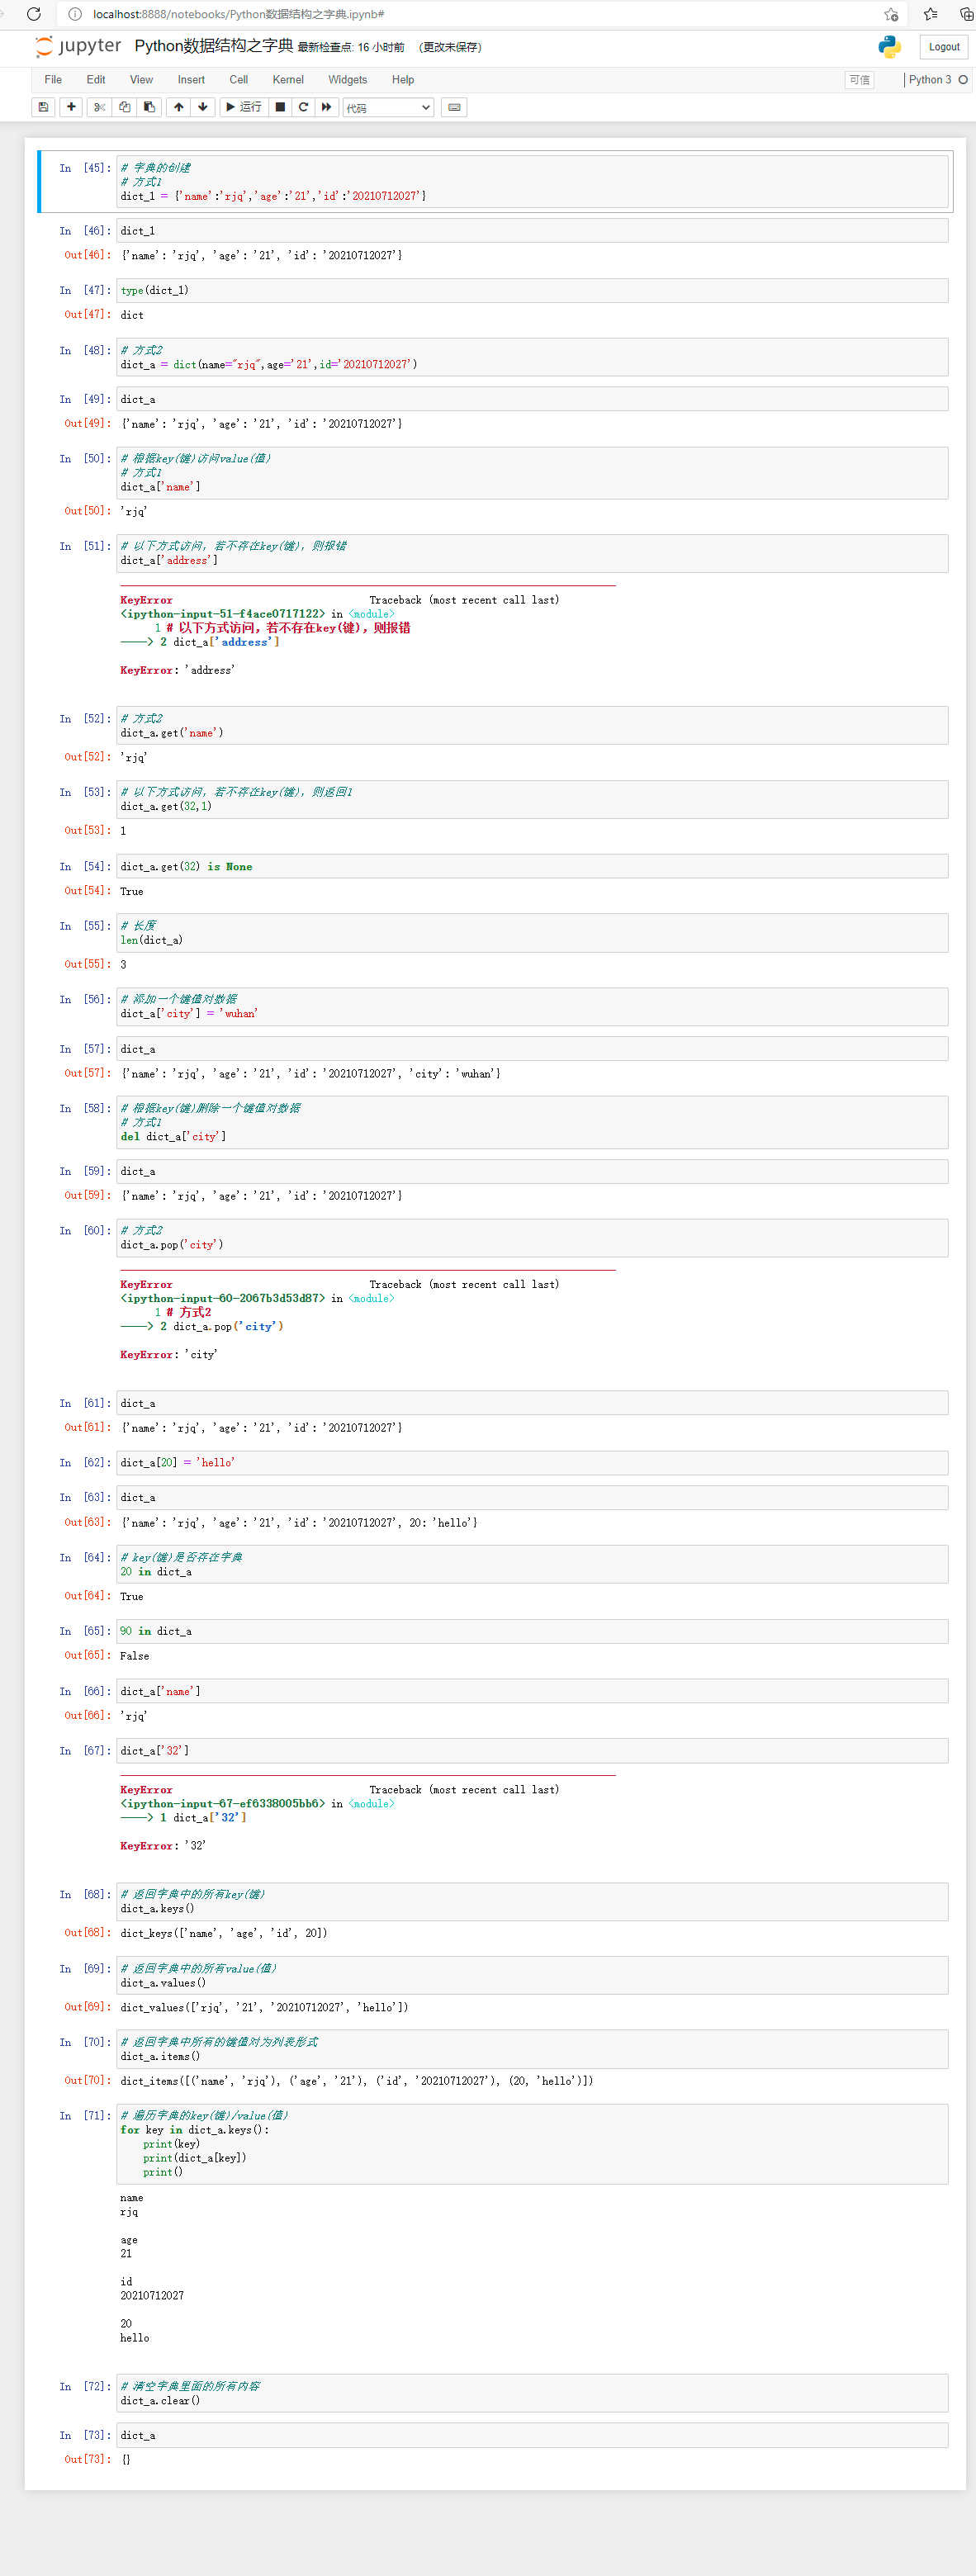 localhost:8888/notebooks/Python数据结构之字典.ipynb#
jupyter Python数据结构之字典 最新检查点: 16 小时前 (更改未保存) Logout
File Edit View Insert Cell Kernel Widgets Help 可信 Python 3
运行 代码
In [45]: # 字典的创建
# 方式1
dict_1 = {'name':'rjq','age':'21','id':'20210712027'}
In [46]: dict_1
Out[46]: {'name': 'rjq', 'age': '21', 'id': '20210712027'}
In [47]: type(dict_1)
Out[47]: dict
In [48]: # 方式2
dict_a = dict(name="rjq",age='21',id='20210712027')
In [49]: dict_a
Out[49]: {'name': 'rjq', 'age': '21', 'id': '20210712027'}
In [50]: # 根据key(键)访问value(值)
# 方式1
dict_a['name']
Out[50]: 'rjq'
In [51]: # 以下方式访问，若不存在key(键)，则报错
dict_a['address']
KeyError Traceback (most recent call last)
<ipython-input-51-f4ace0717122> in <module>
1 # 以下方式访问，若不存在key(键)，则报错
----> 2 dict_a['address']
KeyError: 'address'
In [52]: # 方式2
dict_a.get('name')
Out[52]: 'rjq'
In [53]: # 以下方式访问，若不存在key(键)，则返回1
dict_a.get(32,1)
Out[53]: 1
In [54]: dict_a.get(32) is None
Out[54]: True
In [55]: # 长度
len(dict_a)
Out[55]: 3
In [56]: # 添加一个键值对数据
dict_a['city'] = 'wuhan'
In [57]: dict_a
Out[57]: {'name': 'rjq', 'age': '21', 'id': '20210712027', 'city': 'wuhan'}
In [58]: # 根据key(键)删除一个键值对数据
# 方式1
del dict_a['city']
In [59]: dict_a
Out[59]: {'name': 'rjq', 'age': '21', 'id': '20210712027'}
In [60]: # 方式2
dict_a.pop('city')
KeyError Traceback (most recent call last)
<ipython-input-60-2067b3d53d87> in <module>
1 # 方式2
----> 2 dict_a.pop('city')
KeyError: 'city'
In [61]: dict_a
Out[61]: {'name': 'rjq', 'age': '21', 'id': '20210712027'}
In [62]: dict_a[20] = 'hello'
In [63]: dict_a
Out[63]: {'name': 'rjq', 'age': '21', 'id': '20210712027', 20: 'hello'}
In [64]: # key(键)是否存在字典
20 in dict_a
Out[64]: True
In [65]: 90 in dict_a
Out[65]: False
In [66]: dict_a['name']
Out[66]: 'rjq'
In [67]: dict_a['32']
KeyError Traceback (most recent call last)
<ipython-input-67-ef6338005bb6> in <module>
----> 1 dict_a['32']
KeyError: '32'
In [68]: # 返回字典中的所有key(键)
dict_a.keys()
Out[68]: dict_keys(['name', 'age', 'id', 20])
In [69]: # 返回字典中的所有value(值)
dict_a.values()
Out[69]: dict_values(['rjq', '21', '20210712027', 'hello'])
In [70]: # 返回字典中所有的键值对为列表形式
dict_a.items()
Out[70]: dict_items([('name', 'rjq'), ('age', '21'), ('id', '20210712027'), (20, 'hello')])
In [71]: # 遍历字典的key(键)/value(值)
for key in dict_a.keys():
print(key)
print(dict_a[key])
print()
name
rjq
age
21
id
20210712027
20
hello
In [72]: # 清空字典里面的所有内容
dict_a.clear()
In [73]: dict_a
Out[73]: {}